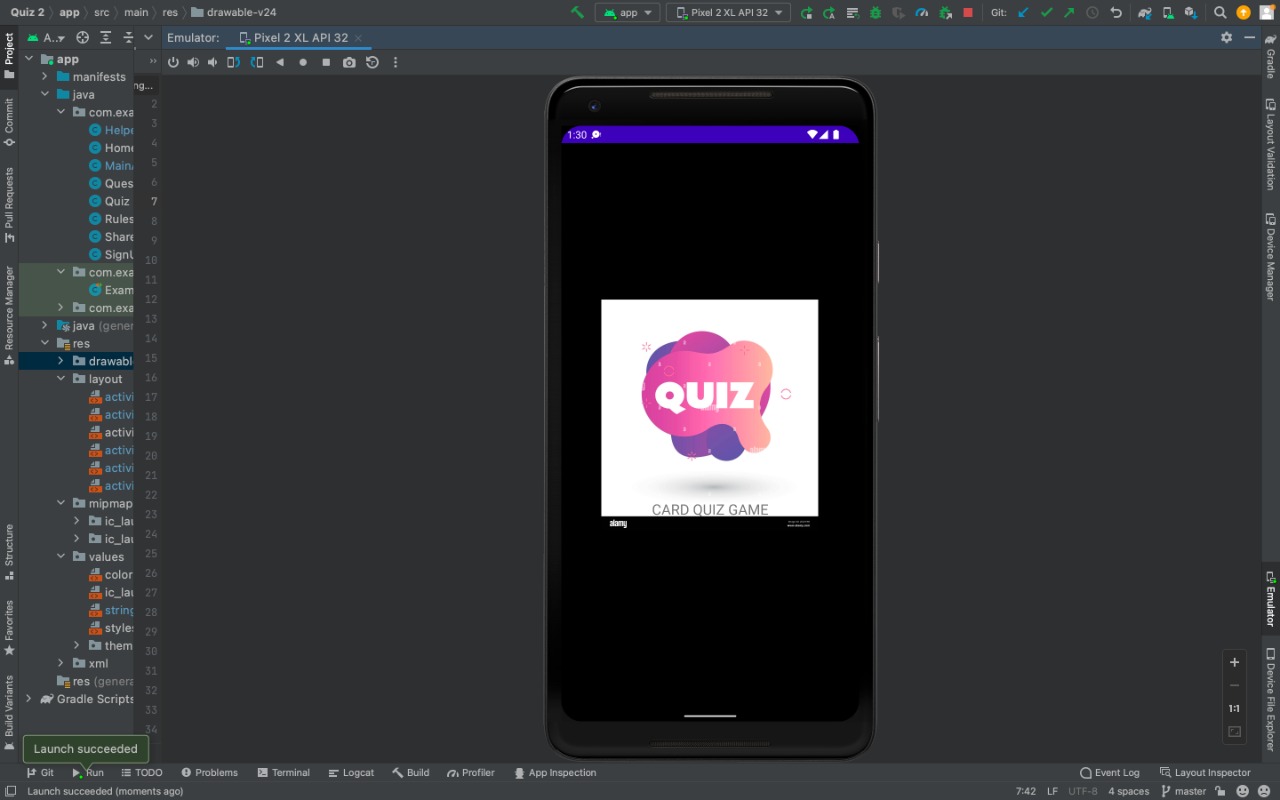 Quiz 2 app src main res drawable-v24
app Pixel 2 XL API 32 Git:
A.. Emulator: Pixel 2 XL API 32
Project
Commit
Pull Requests
Resource Manager
Structure
Favorites
Build Variants
app
manifests
java
com.exa
Helpe
Home
MainA
Ques
Quiz
Rules
Share
SignU
com.exa
Exam
com.exa
java (gener
res
drawabl
layout
activi
activi
activi
activi
activi
activi
mipmap
ic_lau
ic_lau
values
color
ic_lau
string
styles
them
xml
res (genera
Gradle Scripts
ng...
2
3
4
5
6
7
8
9
10
11
12
13
14
15
16
17
18
19
20
21
22
23
24
25
26
27
28
29
30
31
32
33
34
1:30
QUIZ
CARD QUIZ GAME
alamy
Gradle
Layout Validation
Device Manager
Emulator
Device File Explorer
1:1
Launch succeeded
Git Run TODO Problems Terminal Logcat Build Profiler App Inspection Event Log Layout Inspector
Launch succeeded (moments ago) 7:42 LF UTF-8 4 spaces master